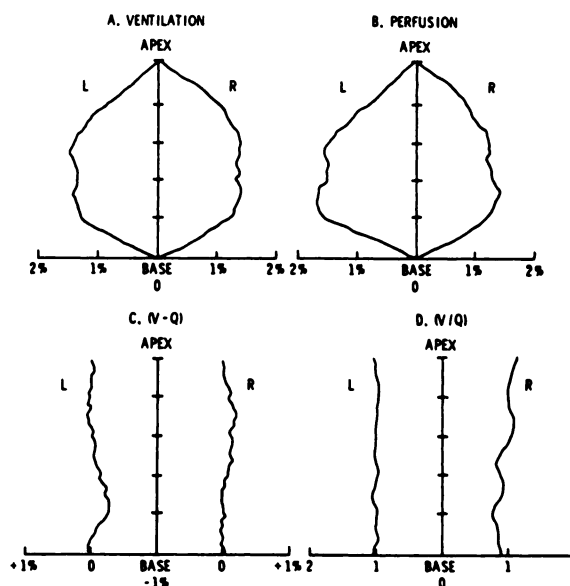 A. VENTILATION
APEX
L R
2% 1% BASE 1% 2%
0
B. PERFUSION
APEX
L R
2% 1% BASE 1% 2%
0
C. (V-Q)
APEX
L R
+1% 0 BASE 0 +1%
-1%
D. (V/Q)
APEX
L R
2 1 BASE 1
0